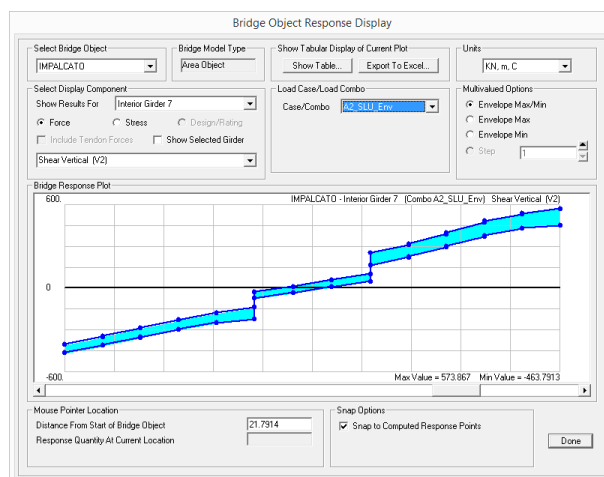 Bridge Object Response Display
Select Bridge Object
IMPALCATO
Bridge Model Type
Area Object
Show Tabular Display of Current Plot
Show Table...
Export To Excel...
Units
KN, m, C
Select Display Component
Show Results For
Interior Girder 7
Force
Stress
Design/Rating
Include Tendon Forces
Show Selected Girder
Shear Vertical (V2)
Load Case/Load Combo
Case/Combo
A2_SLU_Env
Multivalued Options
Envelope Max/Min
Envelope Max
Envelope Min
Step
1
Bridge Response Plot
600.
IMPALCATO - Interior Girder 7 (Combo A2_SLU_Env) Shear Vertical (V2)
0
-600.
Max Value = 573.867 Min Value = -463.7913
Mouse Pointer Location
Distance From Start of Bridge Object
21.7914
Response Quantity At Current Location
Snap Options
Snap to Computed Response Points
Done